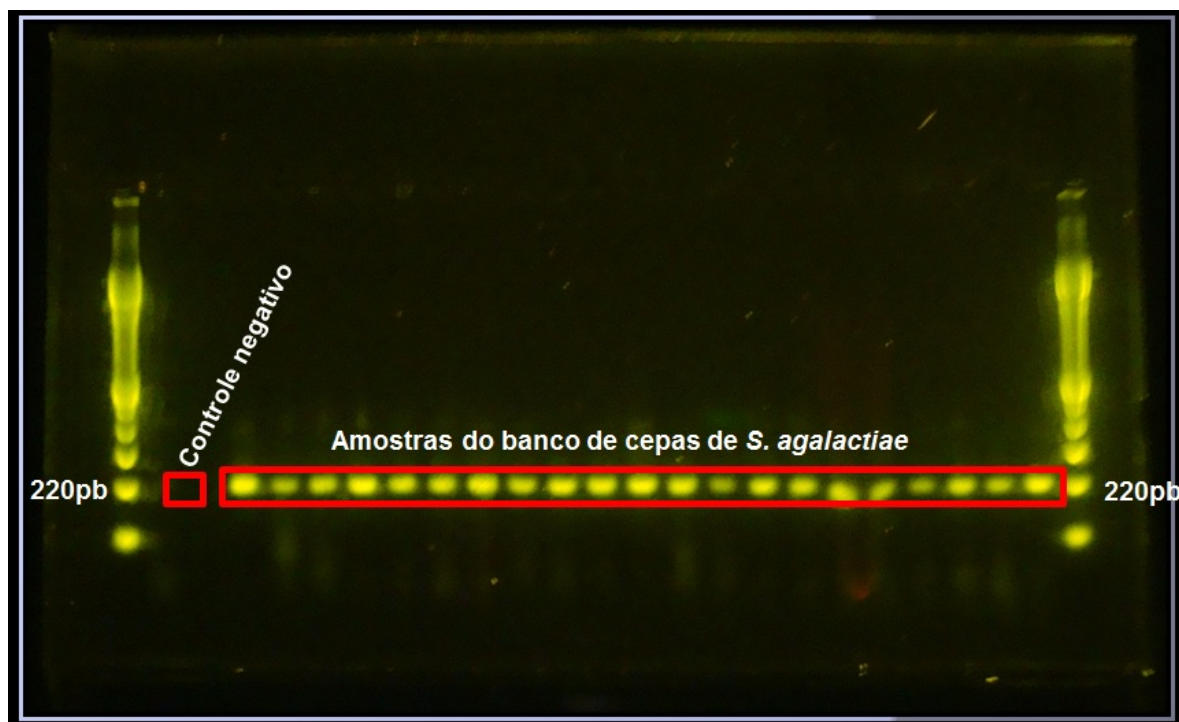 Controle negativo
Amostras do banco de cepas de S. agalactiae
220pb
220pb